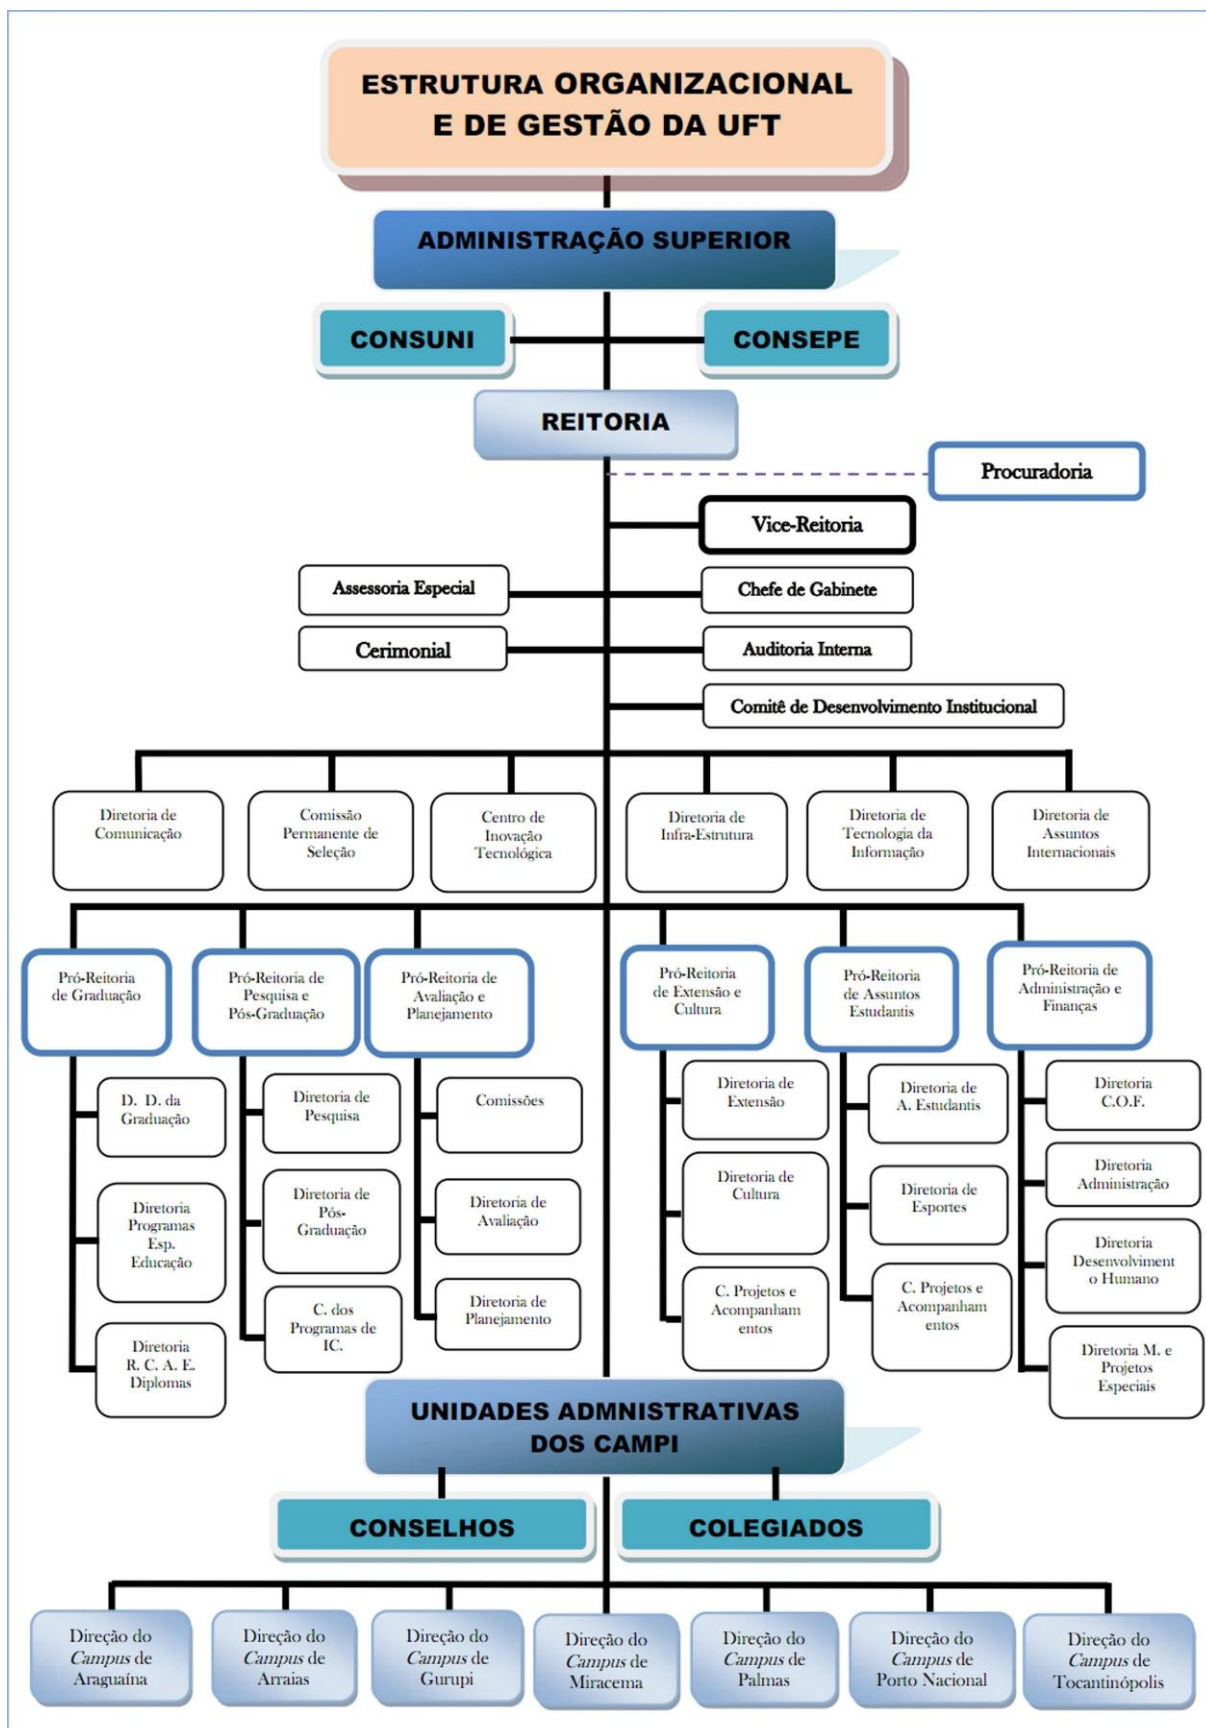 ESTRUTURA ORGANIZACIONAL
E DE GESTÃO DA UFT
ADMINISTRAÇÃO SUPERIOR
CONSUNI
CONSEPE
REITORIA
Procuradoria
Vice-Reitoria
Assessoria Especial
Chefe de Gabinete
Cerimonial
Auditoria Interna
Comitê de Desenvolvimento Institucional
Diretoria de
Comunicação
Comissão
Permanente de
Seleção
Centro de
Inovação
Tecnológica
Diretoria de
Infra-Estrutura
Diretoria de
Tecnologia da
Informação
Diretoria de
Assuntos
Internacionais
Pró-Reitoria
de Graduação
Pró-Reitoria de
Pesquisa e
Pós-Graduação
Pró-Reitoria de
Avaliação e
Planejamento
Pró-Reitoria
de Extensão e
Cultura
Pró-Reitoria
de Assuntos
Estudantis
Pró-Reitoria de
Administração e
Finanças
D. D. da
Graduação
Diretoria
Programas
Esp.
Educação
Diretoria
R. C. A. E.
Diplomas
Diretoria de
Pesquisa
Diretoria de
Pós-
Graduação
C. dos
Programas de
IC.
Comissões
Diretoria de
Avaliação
Diretoria de
Planejamento
Diretoria de
Extensão
Diretoria de
Cultura
C. Projetos e
Acompanham
entos
Diretoria de
A. Estudantis
Diretoria de
Esportes
C. Projetos e
Acompanham
entos
Diretoria
C.O.F.
Diretoria
Administração
Diretoria
Desenvolviment
o Humano
Diretoria M. e
Projetos
Especiais
UNIDADES ADMNISTRATIVAS
DOS CAMPI
CONSELHOS
COLEGIADOS
Direção do
Campus de
Araguaína
Direção do
Campus de
Arraias
Direção do
Campus de
Gurupi
Direção do
Campus de
Miracema
Direção do
Campus de
Palmas
Direção do
Campus de
Porto Nacional
Direção do
Campus de
Tocantinópolis